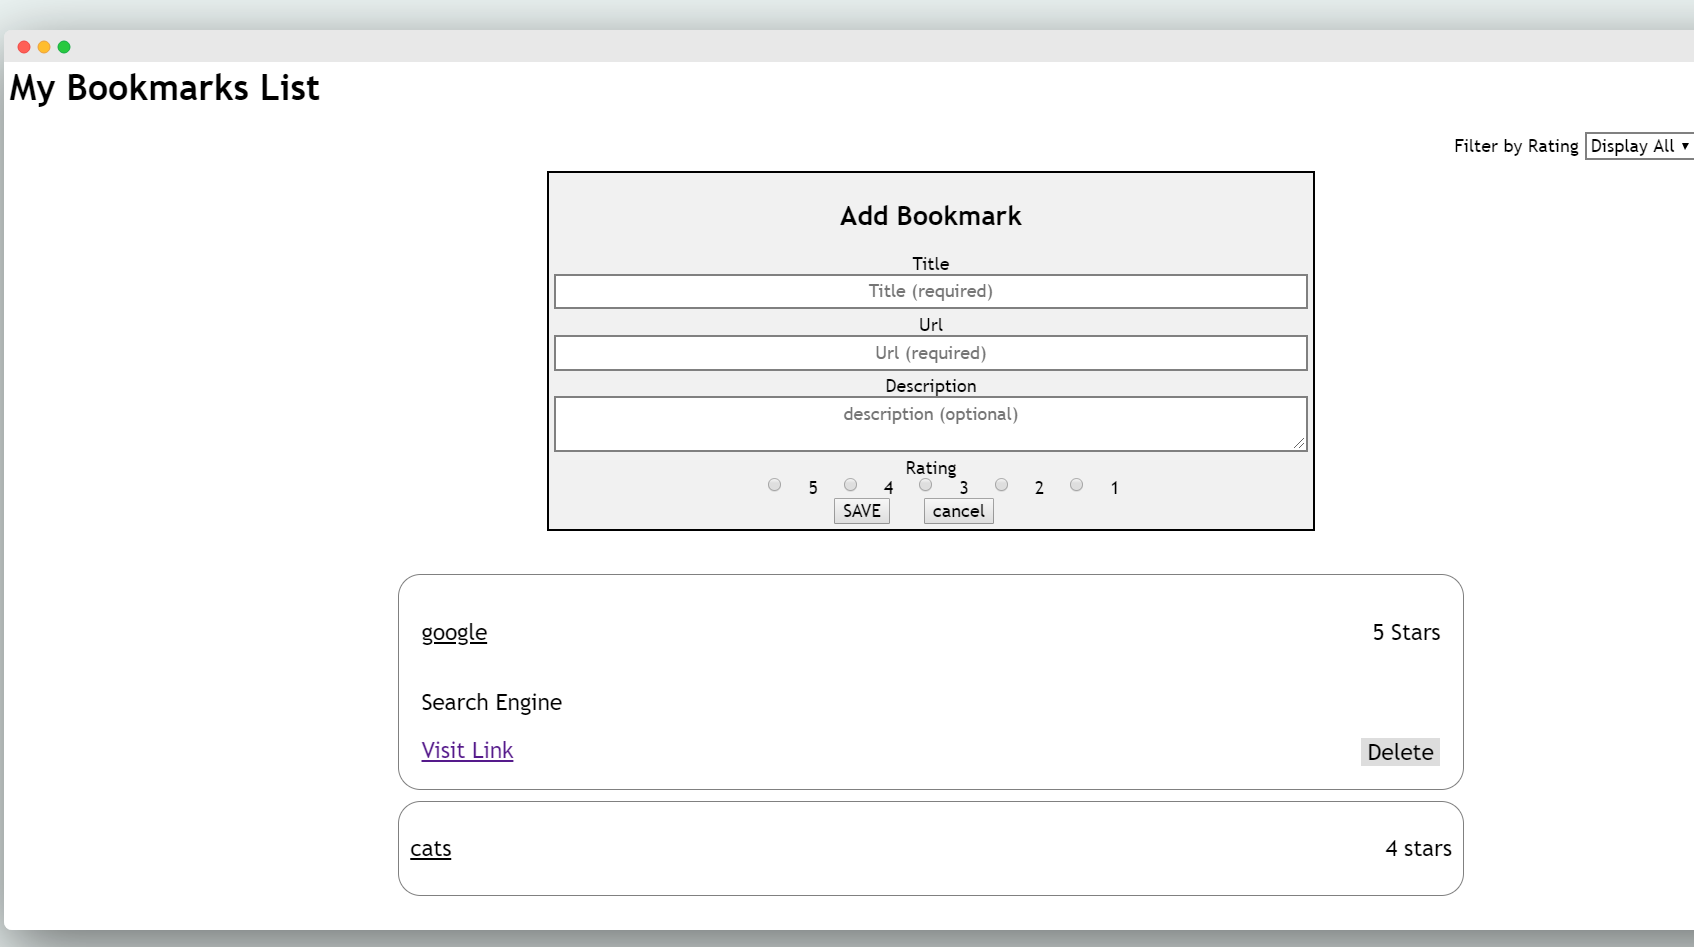 My Bookmarks List
Filter by Rating Display All
Add Bookmark
Title
Title (required)
Url
Url (required)
Description
description (optional)
Rating
5 4 3 2 1
SAVE cancel
google 5 Stars
Search Engine
Visit Link Delete
cats 4 stars